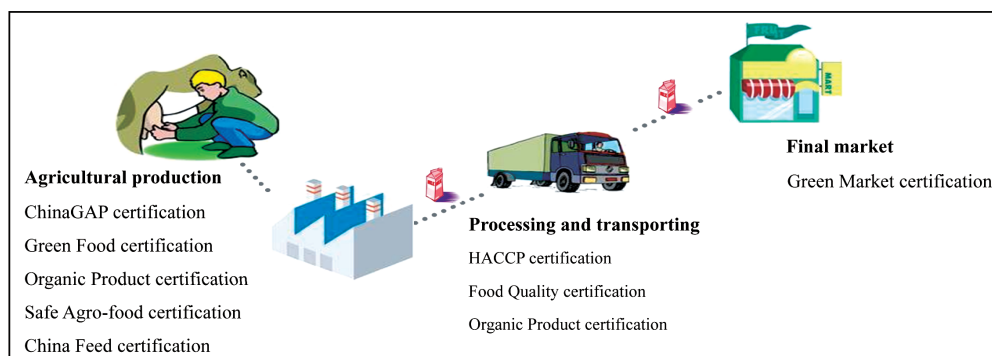 Agricultural production
ChinaGAP certification
Green Food certification
Organic Product certification
Safe Agro-food certification
China Feed certification
Processing and transporting
HACCP certification
Food Quality certification
Organic Product certification
MART
Final market
Green Market certification